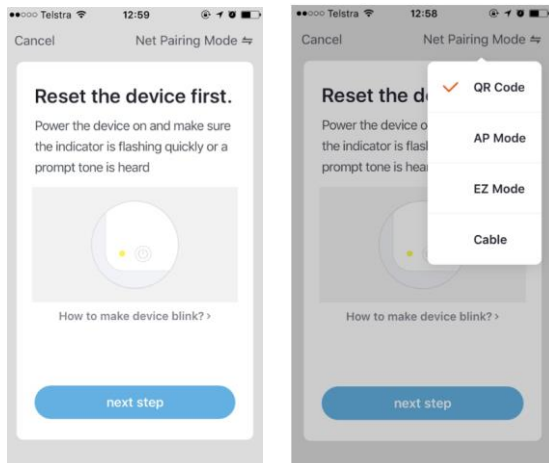 Telstra 12:59
Cancel Net Pairing Mode
Reset the device first.
Power the device on and make sure
the indicator is flashing quickly or a
prompt tone is heard
How to make device blink? >
next step
Telstra 12:58
Cancel Net Pairing Mode
QR Code
AP Mode
EZ Mode
Cable
Reset the d
Power the device o
the indicator is flas
prompt tone is hea
How to make device blink? >
next step